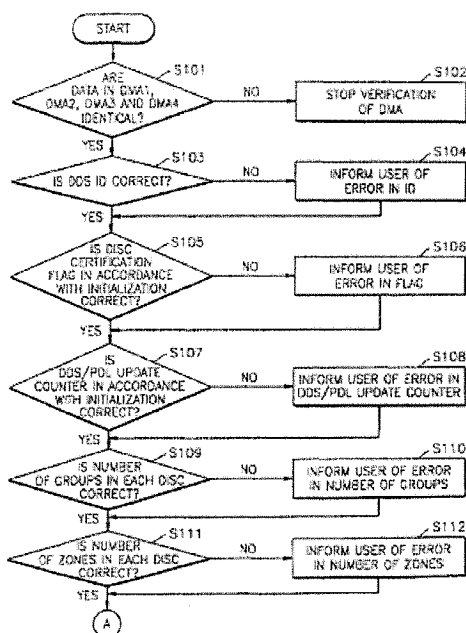 START
S101
ARE
DATA IN DMA1,
DMA2, DMA3 AND DMA4
IDENTICAL?
NO
S102
STOP VERIFICATION
OF DMA
YES
S103
IS DDS ID CORRECT?
NO
S104
INFORM USER OF
ERROR IN ID
YES
S105
IS DISC
CERTIFICATION
FLAG IN ACCORDANCE
WITH INITIALIZATION
CORRECT?
NO
S106
INFORM USER OF
ERROR IN FLAG
YES
S107
IS
DDS/PDL UPDATE
COUNTER IN ACCORDANCE
WITH INITIALIZATION
CORRECT?
NO
S108
INFORM USER OF ERROR IN
DDS/PDL UPDATE COUNTER
YES
S109
IS NUMBER
OF GROUPS IN EACH DISC
CORRECT?
NO
S110
INFORM USER OF ERROR
IN NUMBER OF GROUPS
YES
S111
IS NUMBER
OF ZONES IN EACH DISC
CORRECT?
NO
S112
INFORM USER OF ERROR
IN NUMBER OF ZONES
YES
A